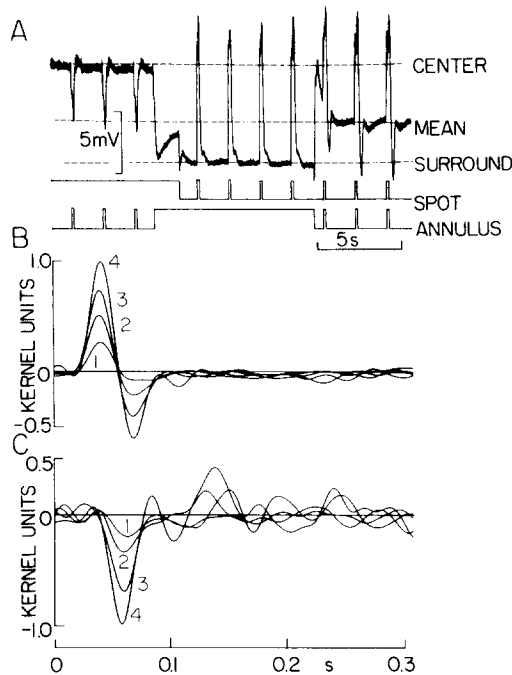 A
CENTER
5mV
MEAN
SURROUND
SPOT
ANNULUS
5s
B
1.0
4
3
2
1
KERNEL UNITS
0
-0.5
C
0.5
KERNEL UNITS
0
1
2
3
4
-1.0
0 0.1 0.2 s 0.3